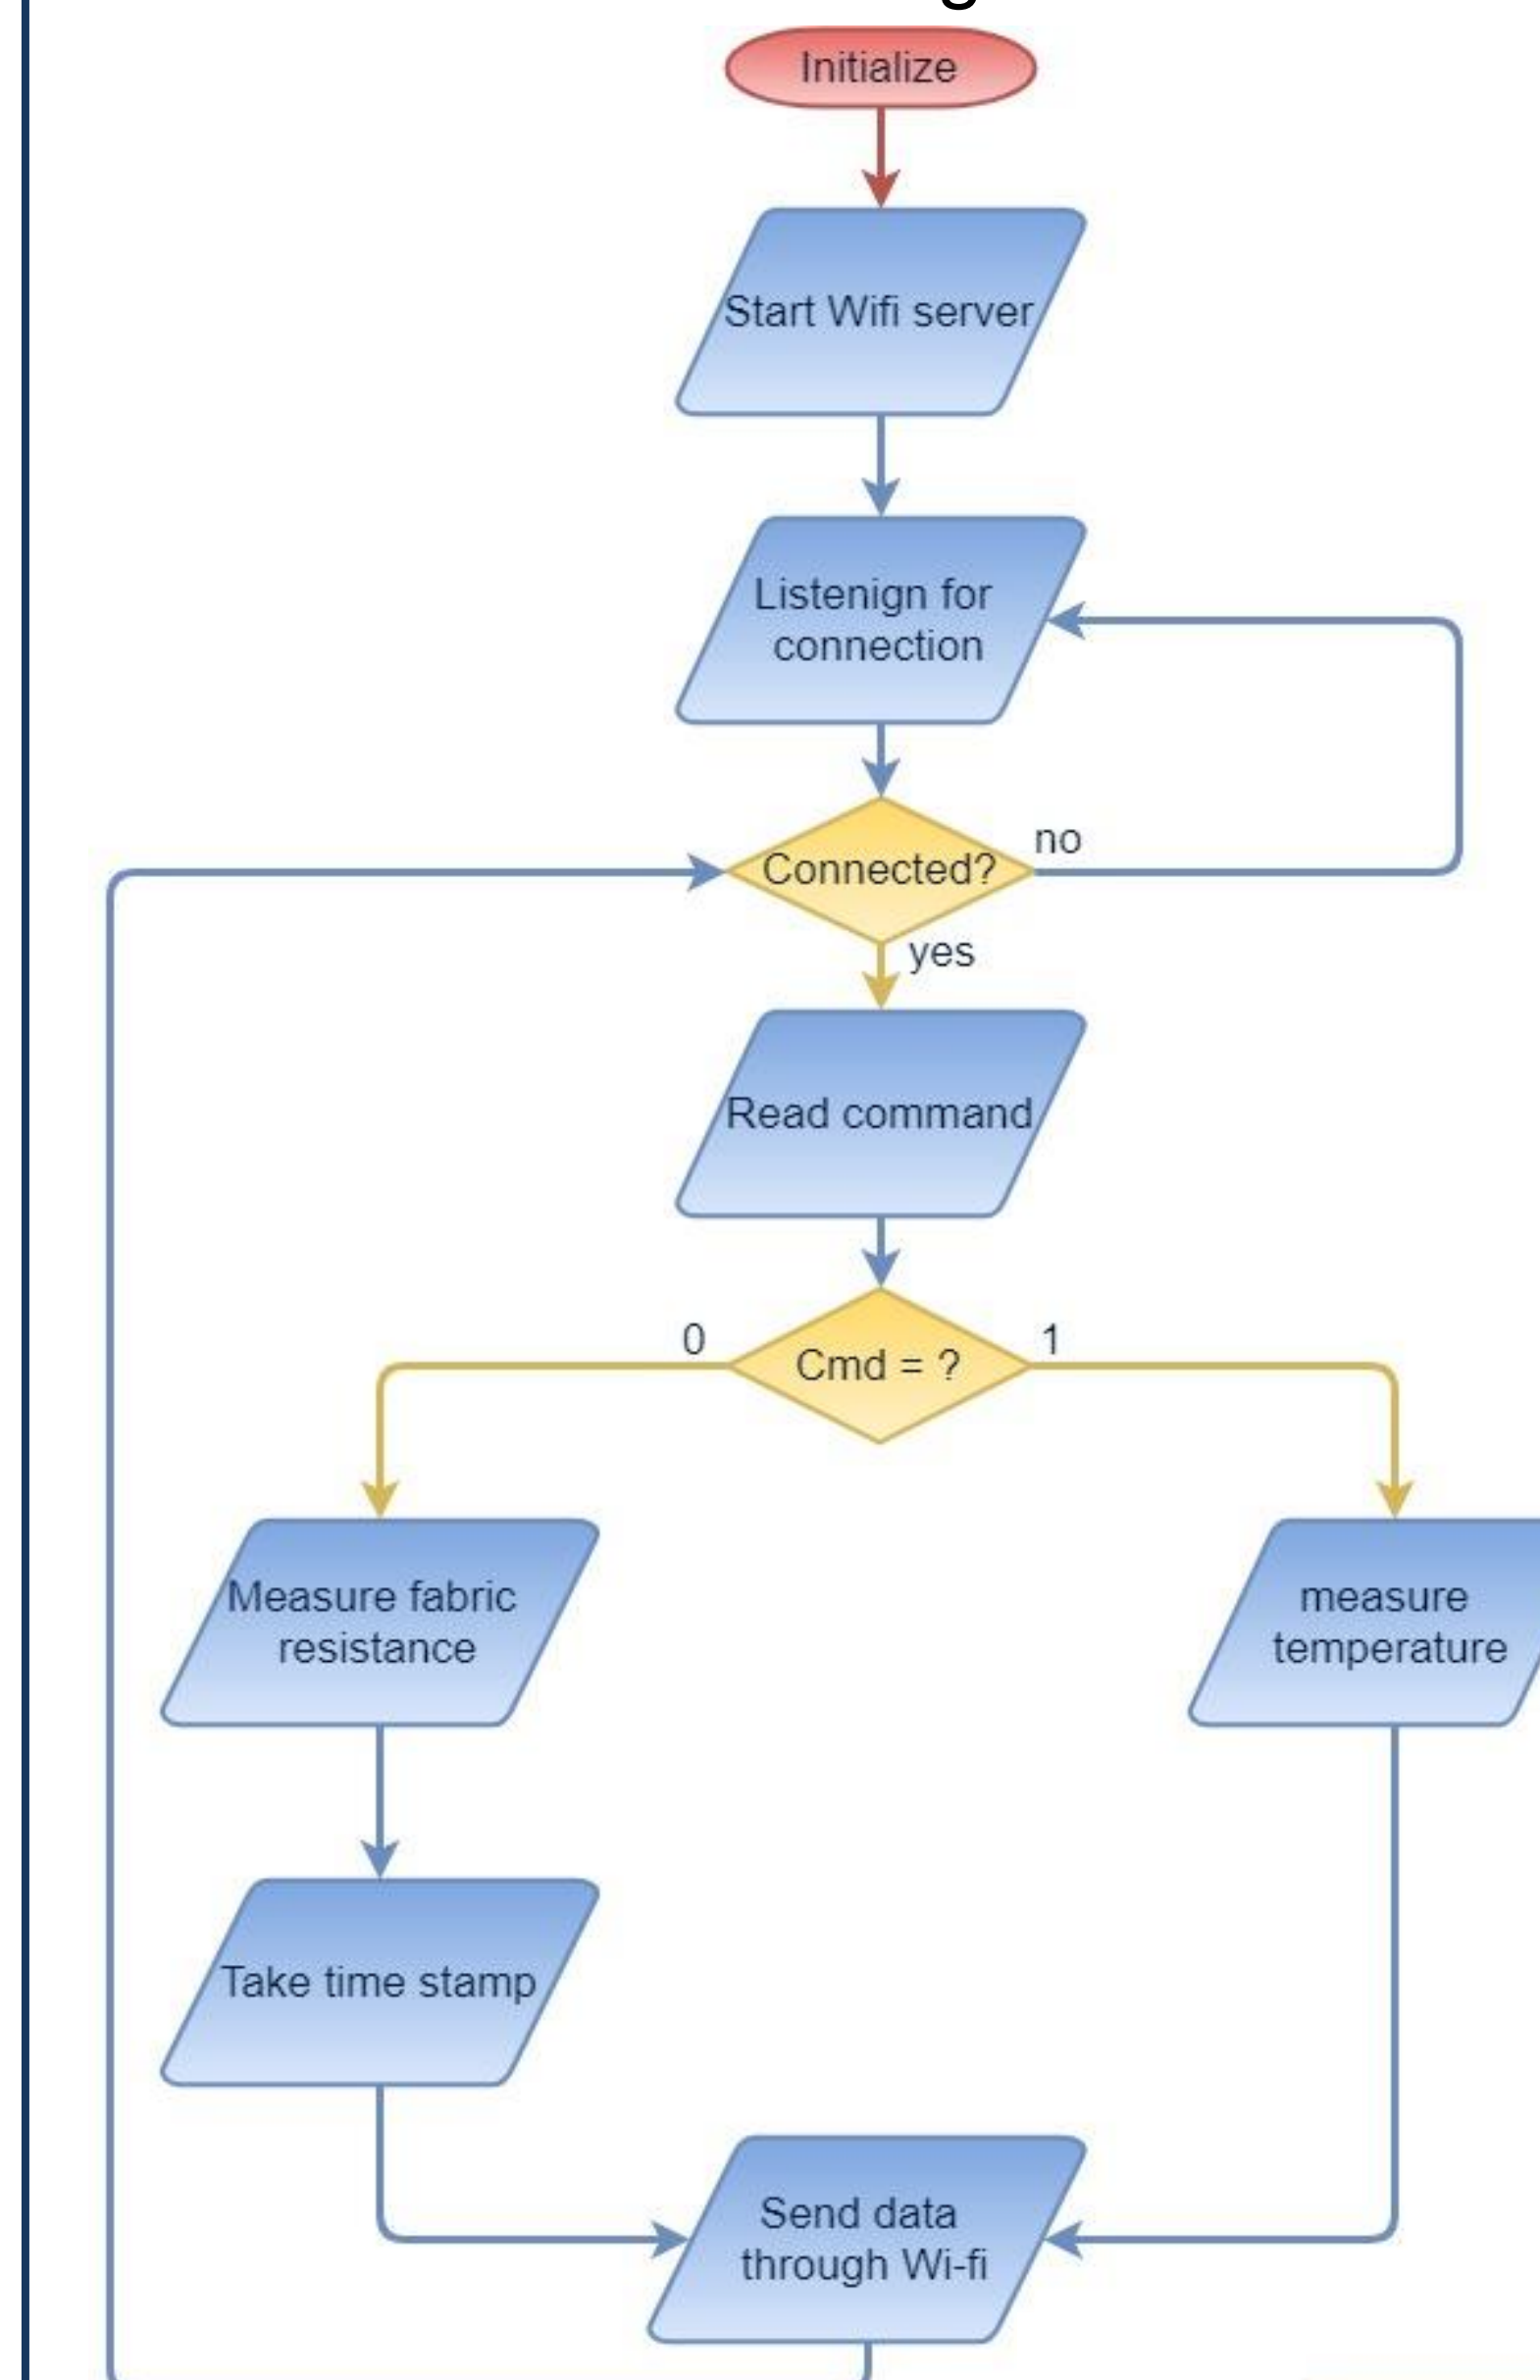 Initialize
Start Wifi server
Listenign for
connection
Connected?
no
yes
Read command
0
Cmd = ?
1
Measure fabric
resistance
measure
temperature
Take time stamp
Send data
through Wi-fi